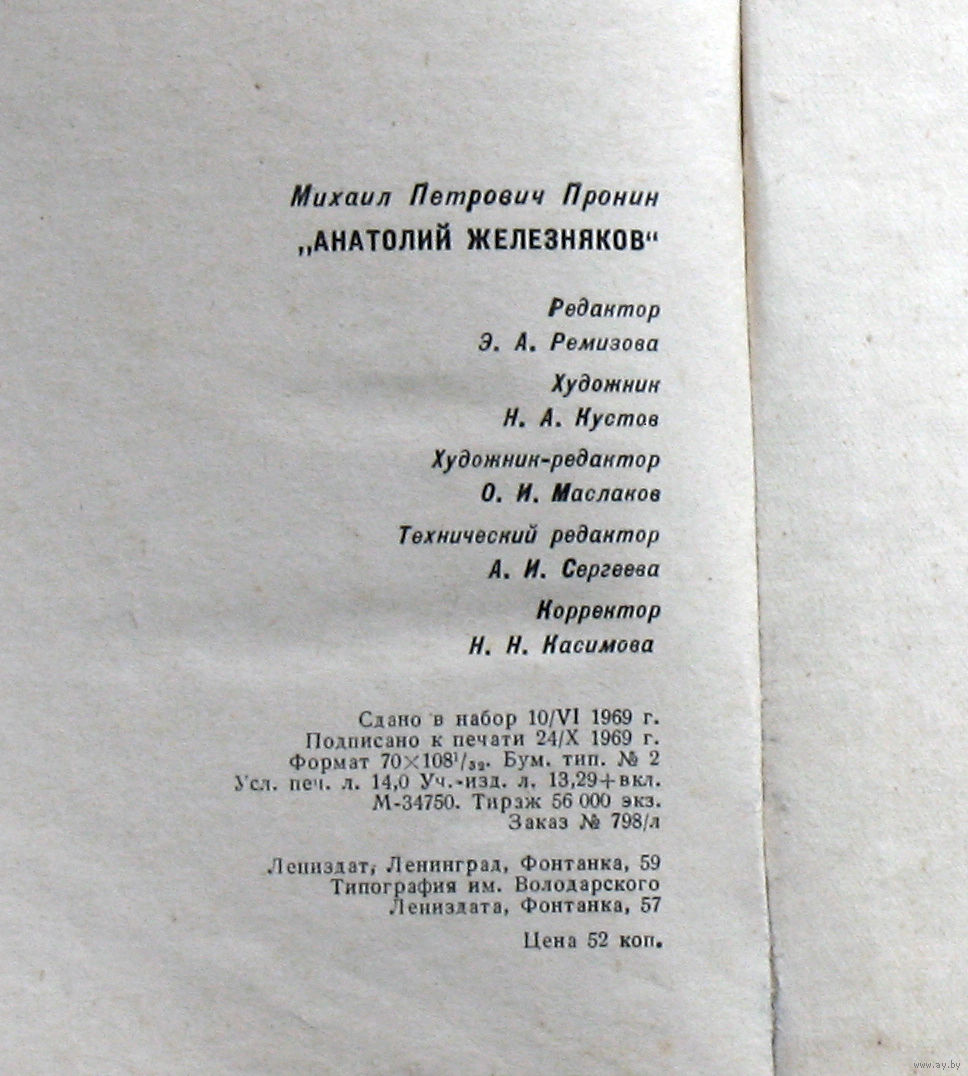 Михаил Петрович Пронин
„АНАТОЛИЙ ЖЕЛЕЗНЯКОВ“
Редактор
Э. А. Ремизова
Художник
Н. А. Кустов
Художник-редактор
О. И. Маслаков
Технический редактор
А. И. Сергеева
Корректор
Н. Н. Касимова
Сдано в набор 10/VI 1969 г.
Подписано к печати 24/X 1969 г.
Формат 70×108¹/₃₂. Бум. тип. № 2
Усл. печ. л. 14,0 Уч.-изд. л. 13,29+вкл.
М-34750. Тираж 56 000 экз.
Заказ № 798/л
Лениздат, Ленинград, Фонтанка, 59
Типография им. Володарского
Лениздата, Фонтанка, 57
Цена 52 коп.
www.ay.by